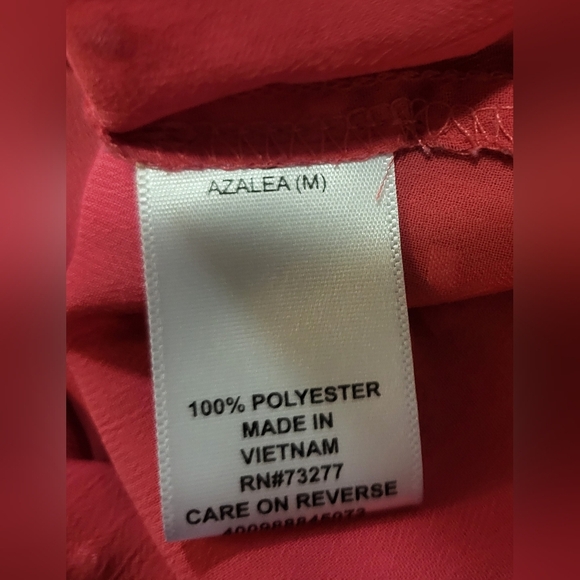 AZALEA (M)
100% POLYESTER
MADE IN
VIETNAM
RN#73277
CARE ON REVERSE